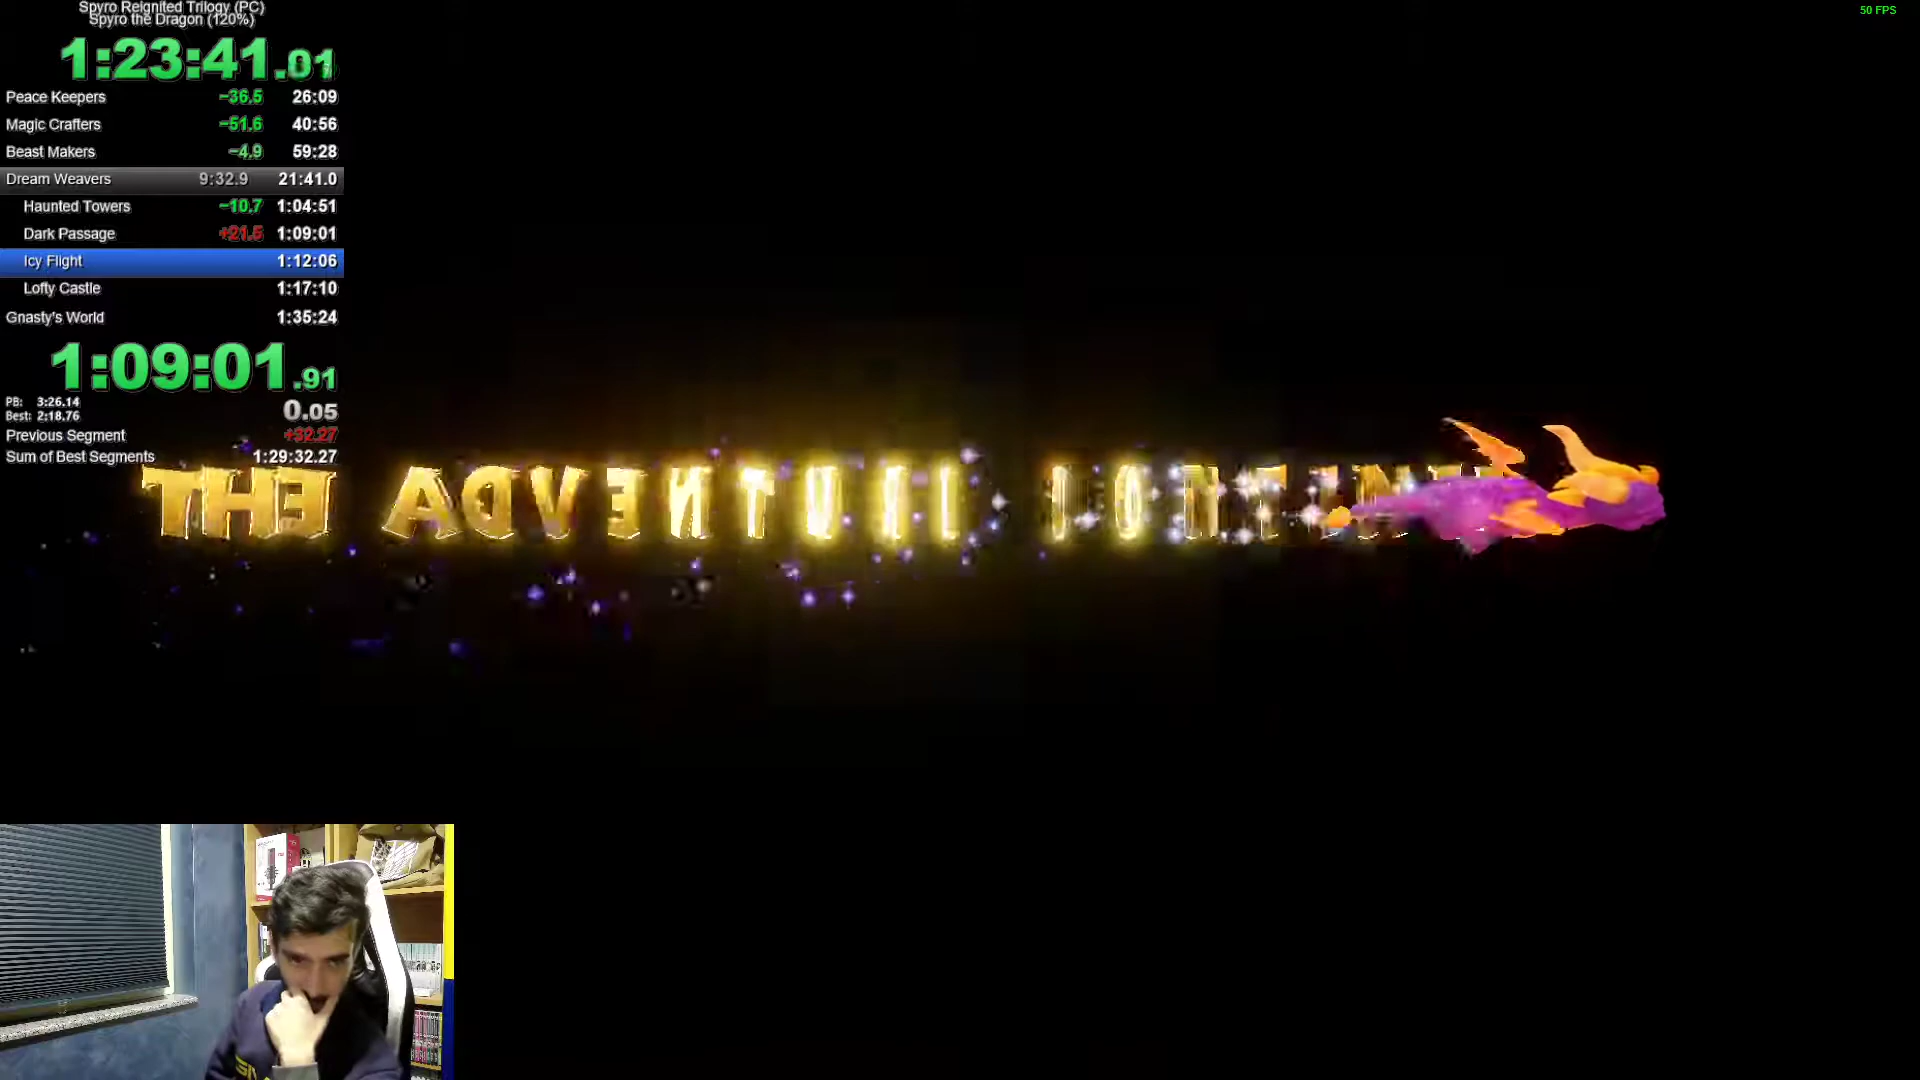 Spyro Reignited Trilogy (PC)
Spyro the Dragon (120%)
1:23:41.01
Peace Keepers -36.5 26:09
Magic Crafters -51.6 40:56
Beast Makers -4.9 59:28
Dream Weavers 9:32.9 21:41.0
Haunted Towers -10.7 1:04:51
Dark Passage +21.5 1:09:01
Icy Flight 1:12:06
Lofty Castle 1:17:10
Gnasty's World 1:35:24
1:09:01.91
PB: 3:26.14
Best: 2:18.76
0.05
Previous Segment +32.27
Sum of Best Segments 1:29:32.27
THE ADVENTURE
50 FPS